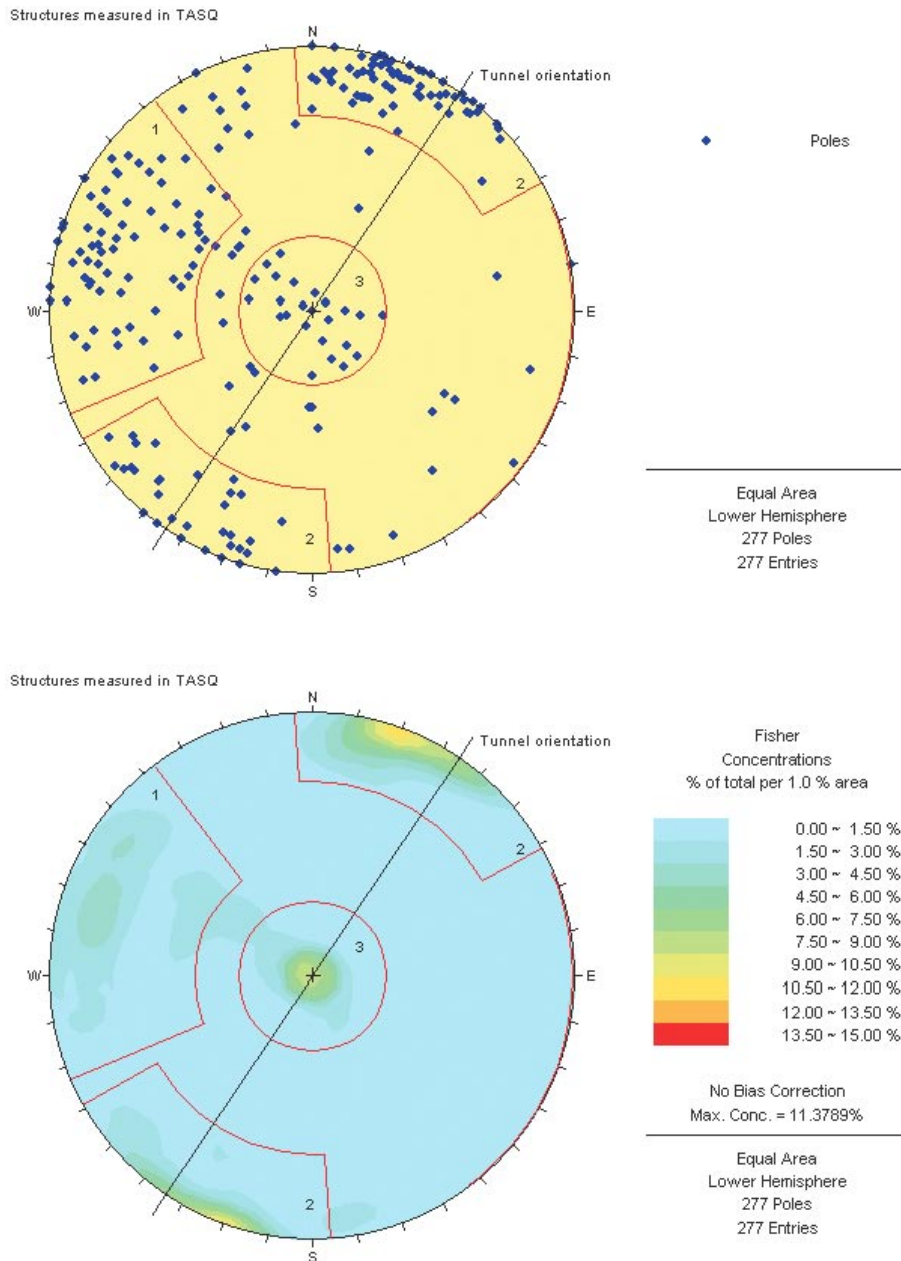 Structures measured in TASQ
N
Tunnel orientation
1
2
3
W
E
2
S
Poles
Equal Area
Lower Hemisphere
277 Poles
277 Entries
Structures measured in TASQ
N
Tunnel orientation
1
2
3
W
E
2
S
Fisher
Concentrations
% of total per 1.0 % area
0.00 ~ 1.50 %
1.50 ~ 3.00 %
3.00 ~ 4.50 %
4.50 ~ 6.00 %
6.00 ~ 7.50 %
7.50 ~ 9.00 %
9.00 ~ 10.50 %
10.50 ~ 12.00 %
12.00 ~ 13.50 %
13.50 ~ 15.00 %
No Bias Correction
Max. Conc. = 11.3789%
Equal Area
Lower Hemisphere
277 Poles
277 Entries